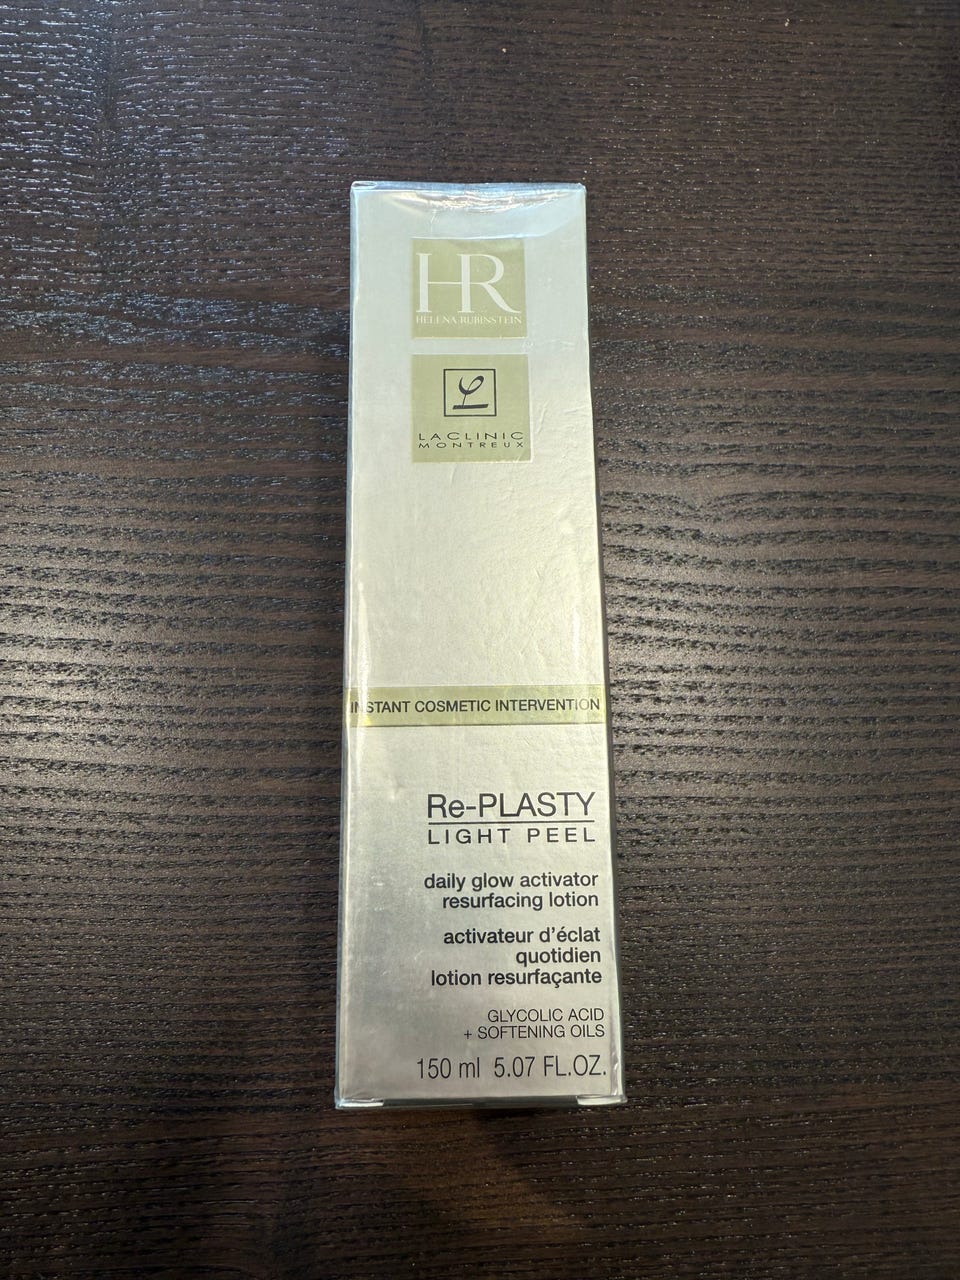 HR
HELENA RUBINSTEIN
LACLINIC
MONTREUX
INSTANT COSMETIC INTERVENTION
Re-PLASTY
LIGHT PEEL
daily glow activator
resurfacing lotion
activateur d'éclat
quotidien
lotion resurfaçante
GLYCOLIC ACID
+ SOFTENING OILS
150 ml 5.07 FL.OZ.